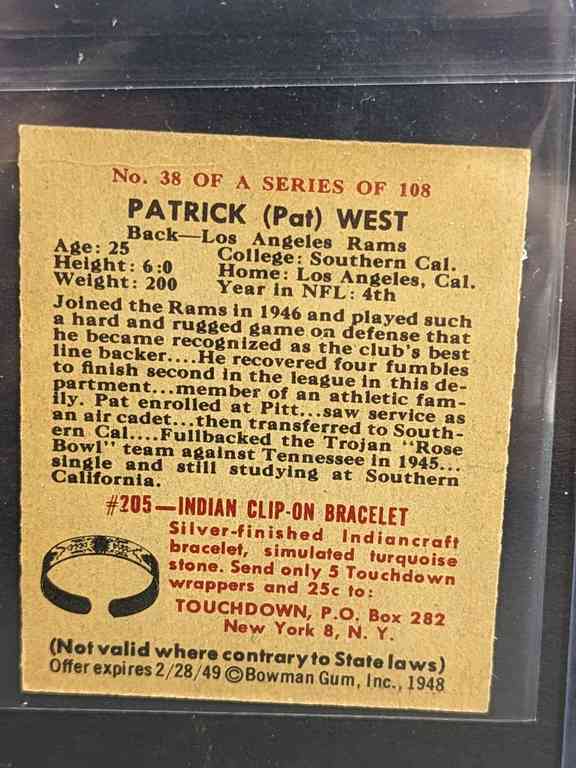 No. 38 OF A SERIES OF 108
PATRICK (Pat) WEST
Back—Los Angeles Rams
Age: 25 College: Southern Cal.
Height: 6:0 Home: Los Angeles, Cal.
Weight: 200 Year in NFL: 4th
Joined the Rams in 1946 and played such
a hard and rugged game on defense that
he became recognized as the club's best
line backer....He recovered four fumbles
to finish second in the league in this de-
partment...member of an athletic fam-
ily. Pat enrolled at Pitt...saw service as
an air cadet...then transferred to South-
ern Cal....Fullbacked the Trojan "Rose
Bowl" team against Tennessee in 1945...
single and still studying at Southern
California.
#205—INDIAN CLIP-ON BRACELET
Silver-finished Indiancraft
bracelet, simulated turquoise
stone. Send only 5 Touchdown
wrappers and 25c to:
TOUCHDOWN, P.O. Box 282
New York 8, N. Y.
(Not valid where contrary to State laws)
Offer expires 2/28/49 ©Bowman Gum, Inc., 1948